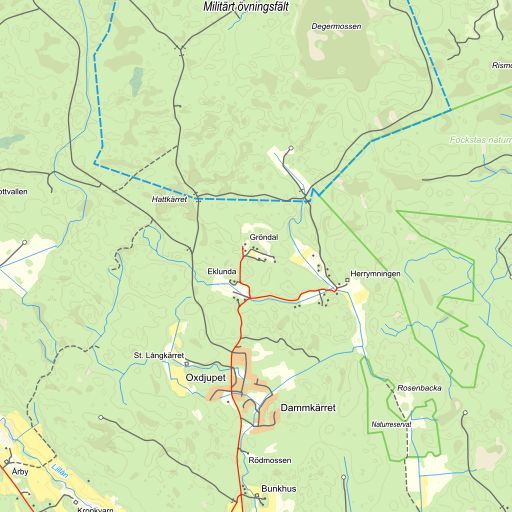 Militärt övningsfält
Degermossen
Rismo
Föckstas natur
ottvallen
Hattkärret
Gröndal
Eklunda
Herrymningen
St. Långkärret
Oxdjupet
Rosenbacka
Dammkärret
Naturreservat
Rödmossen
Lillån
Årby
Bunkhus
Kronkvarn